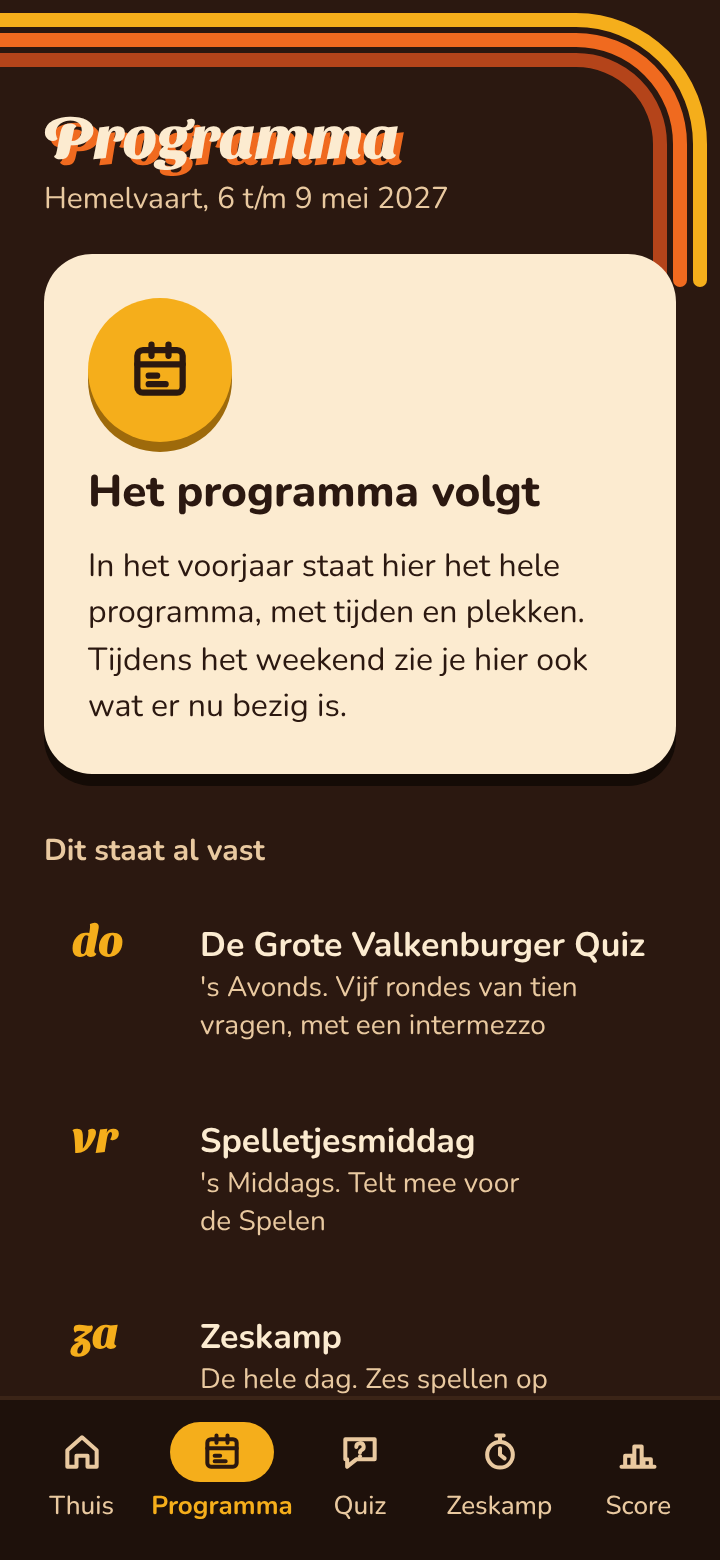 Programma
Hemelvaart, 6 t/m 9 mei 2027
Het programma volgt
In het voorjaar staat hier het hele
programma, met tijden en plekken.
Tijdens het weekend zie je hier ook
wat er nu bezig is.
Dit staat al vast
do
De Grote Valkenburger Quiz
's Avonds. Vijf rondes van tien
vragen, met een intermezzo
vr
Spelletjesmiddag
's Middags. Telt mee voor
de Spelen
za
Zeskamp
De hele dag. Zes spellen op
Thuis
Programma
Quiz
Zeskamp
Score